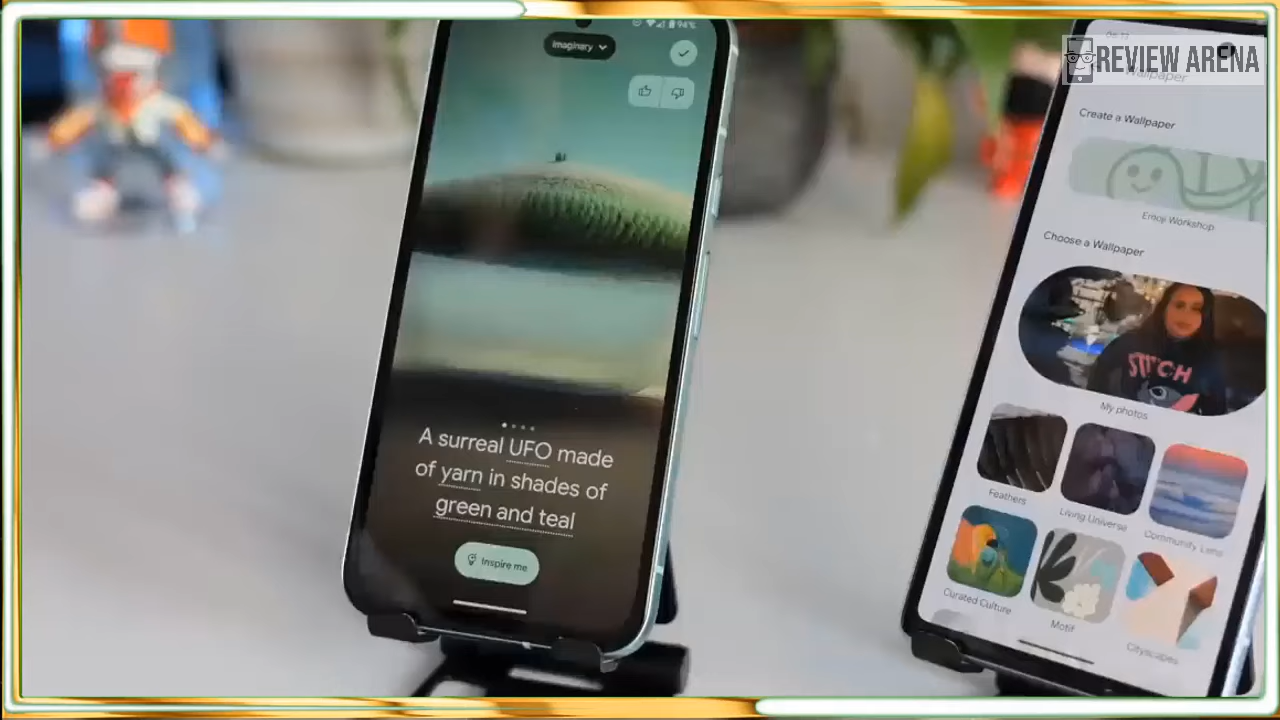 REVIEW ARENA
94%
Imaginary
A surreal UFO made
of yarn in shades of
green and teal
Inspire me
Wallpaper
Create a Wallpaper
Emoji Workshop
Choose a Wallpaper
STITCH
My photos
Feathers
Living Universe
Community Lens
Curated Culture
Motif
Cityscapes